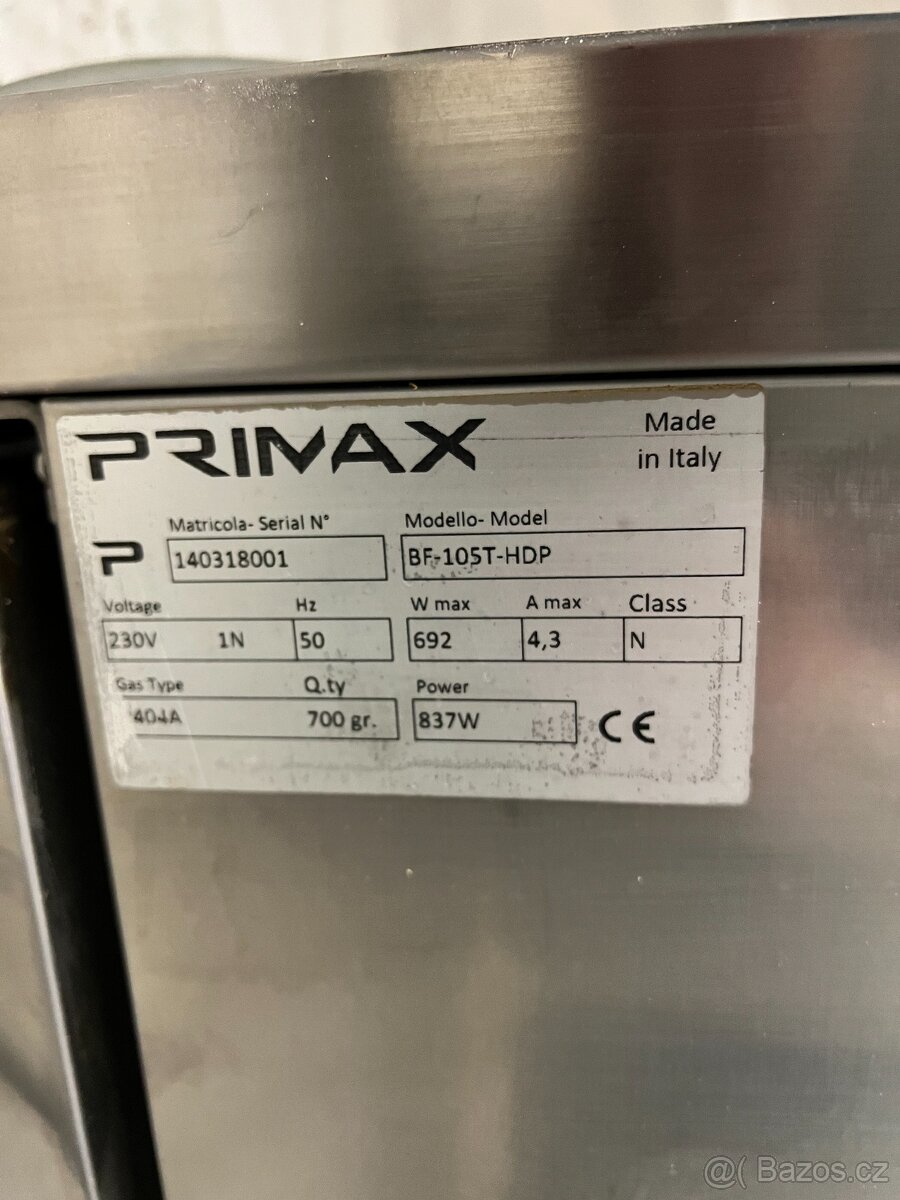 PRIMAX
Made
in Italy
Matricola- Serial N° Modello- Model
P 140318001 BF-105T-HDP
Voltage Hz W max A max Class
230V 1N 50 692 4,3 N
Gas Type Q.ty Power
404A 700 gr. 837W CE
@( Bazos.cz